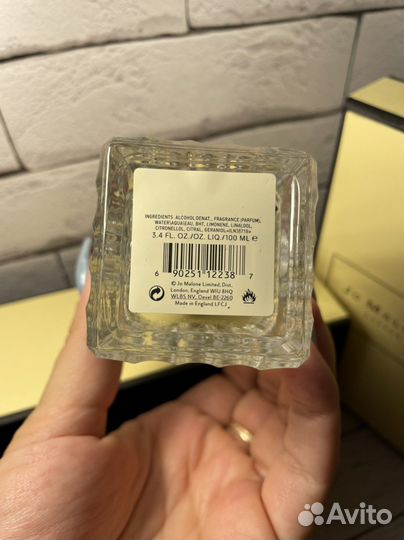 INGREDIENTS: ALCOHOL DENAT., FRAGRANCE (PARFUM),
WATER\AQUA\EAU, BHT, LIMONENE, LINALOOL,
CITRONELLOL, CITRAL, GERANIOL<ILN38719>
3.4 FL. OZ./OZ. LIQ./100 ML ℮
6 90251 12238 7
© Jo Malone Limited, Dist.
London, England W1U 8HQ
WL8S NV, Oevel BE-2260
Made in England LFCJ
Avito